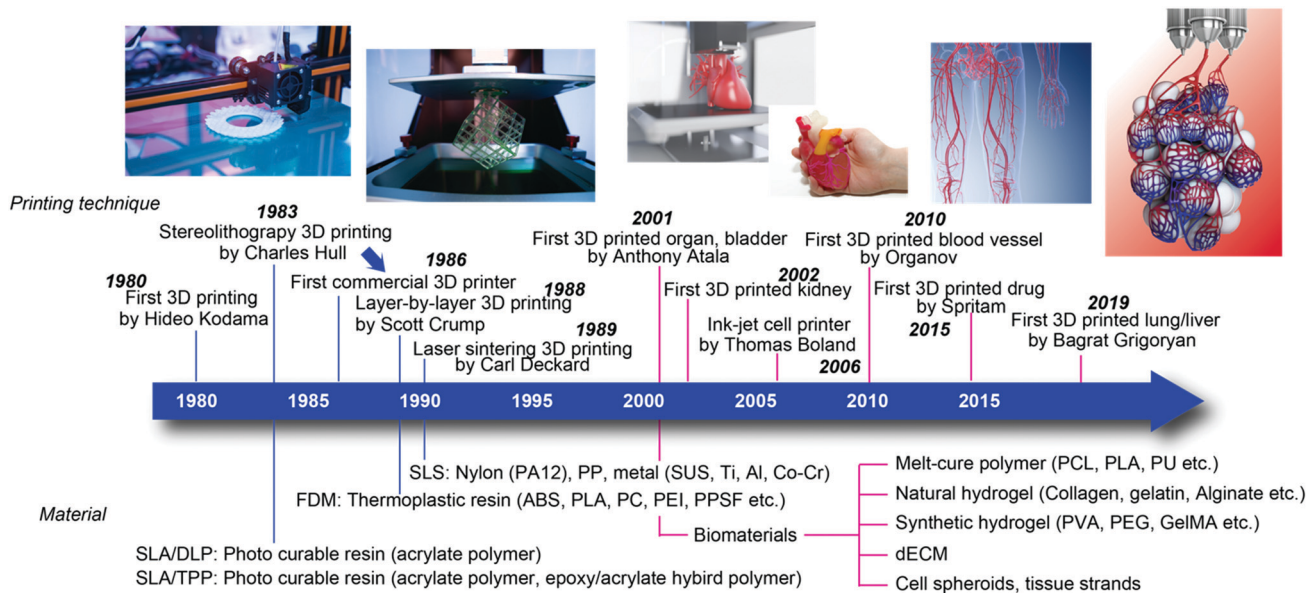 Printing technique
1980
First 3D printing
by Hideo Kodama
1983
Stereolithograpy 3D printing
by Charles Hull
1986
First commercial 3D printer
1988
Layer-by-layer 3D printing
by Scott Crump
1989
Laser sintering 3D printing
by Carl Deckard
2001
First 3D printed organ, bladder
by Anthony Atala
2002
First 3D printed kidney
Ink-jet cell printer
by Thomas Boland
2006
2010
First 3D printed blood vessel
by Organov
First 3D printed drug
by Spritam
2015
2019
First 3D printed lung/liver
by Bagrat Grigoryan
1980 1985 1990 1995 2000 2005 2010 2015
Material
SLS: Nylon (PA12), PP, metal (SUS, Ti, Al, Co-Cr)
FDM: Thermoplastic resin (ABS, PLA, PC, PEI, PPSF etc.)
SLA/DLP: Photo curable resin (acrylate polymer)
SLA/TPP: Photo curable resin (acrylate polymer, epoxy/acrylate hybird polymer)
Biomaterials
Melt-cure polymer (PCL, PLA, PU etc.)
Natural hydrogel (Collagen, gelatin, Alginate etc.)
Synthetic hydrogel (PVA, PEG, GelMA etc.)
dECM
Cell spheroids, tissue strands